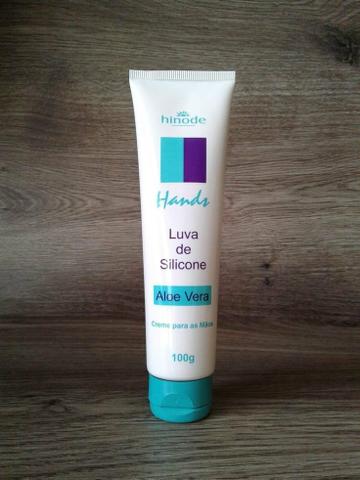 hinode
Hands
Luva
de
Silicone
Aloe Vera
Creme para as Mãos
100g